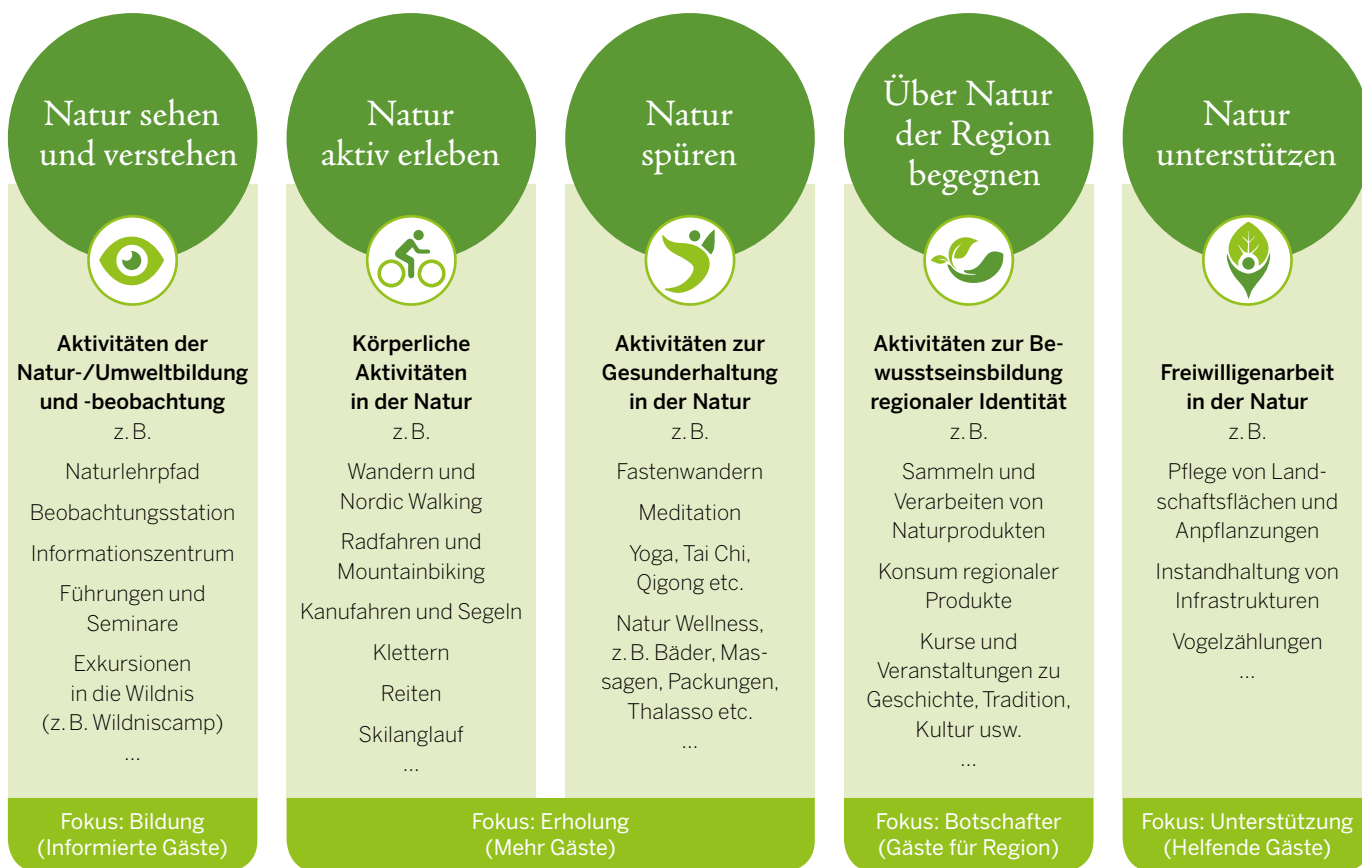 Natur sehen
und verstehen
Aktivitäten der
Natur-/Umweltbildung
und -beobachtung
z. B.
Naturlehrpfad
Beobachtungsstation
Informationszentrum
Führungen und
Seminare
Exkursionen
in die Wildnis
(z. B. Wildniscamp)
...
Natur
aktiv erleben
Körperliche
Aktivitäten
in der Natur
z. B.
Wandern und
Nordic Walking
Radfahren und
Mountainbiking
Kanufahren und Segeln
Klettern
Reiten
Skilanglauf
...
Natur
spüren
Aktivitäten zur
Gesunderhaltung
in der Natur
z. B.
Fastenwandern
Meditation
Yoga, Tai Chi,
Qigong etc.
Natur Wellness,
z. B. Bäder, Mas-
sagen, Packungen,
Thalasso etc.
...
Über Natur
der Region
begegnen
Aktivitäten zur Be-
wusstseinsbildung
regionaler Identität
z. B.
Sammeln und
Verarbeiten von
Naturprodukten
Konsum regionaler
Produkte
Kurse und
Veranstaltungen zu
Geschichte, Tradition,
Kultur usw.
...
Natur
unterstützen
Freiwilligenarbeit
in der Natur
z. B.
Pflege von Land-
schaftsflächen und
Anpflanzungen
Instandhaltung von
Infrastrukturen
Vogelzählungen
...
Fokus: Bildung
(Informierte Gäste)
Fokus: Erholung
(Mehr Gäste)
Fokus: Botschafter
(Gäste für Region)
Fokus: Unterstützung
(Helfende Gäste)